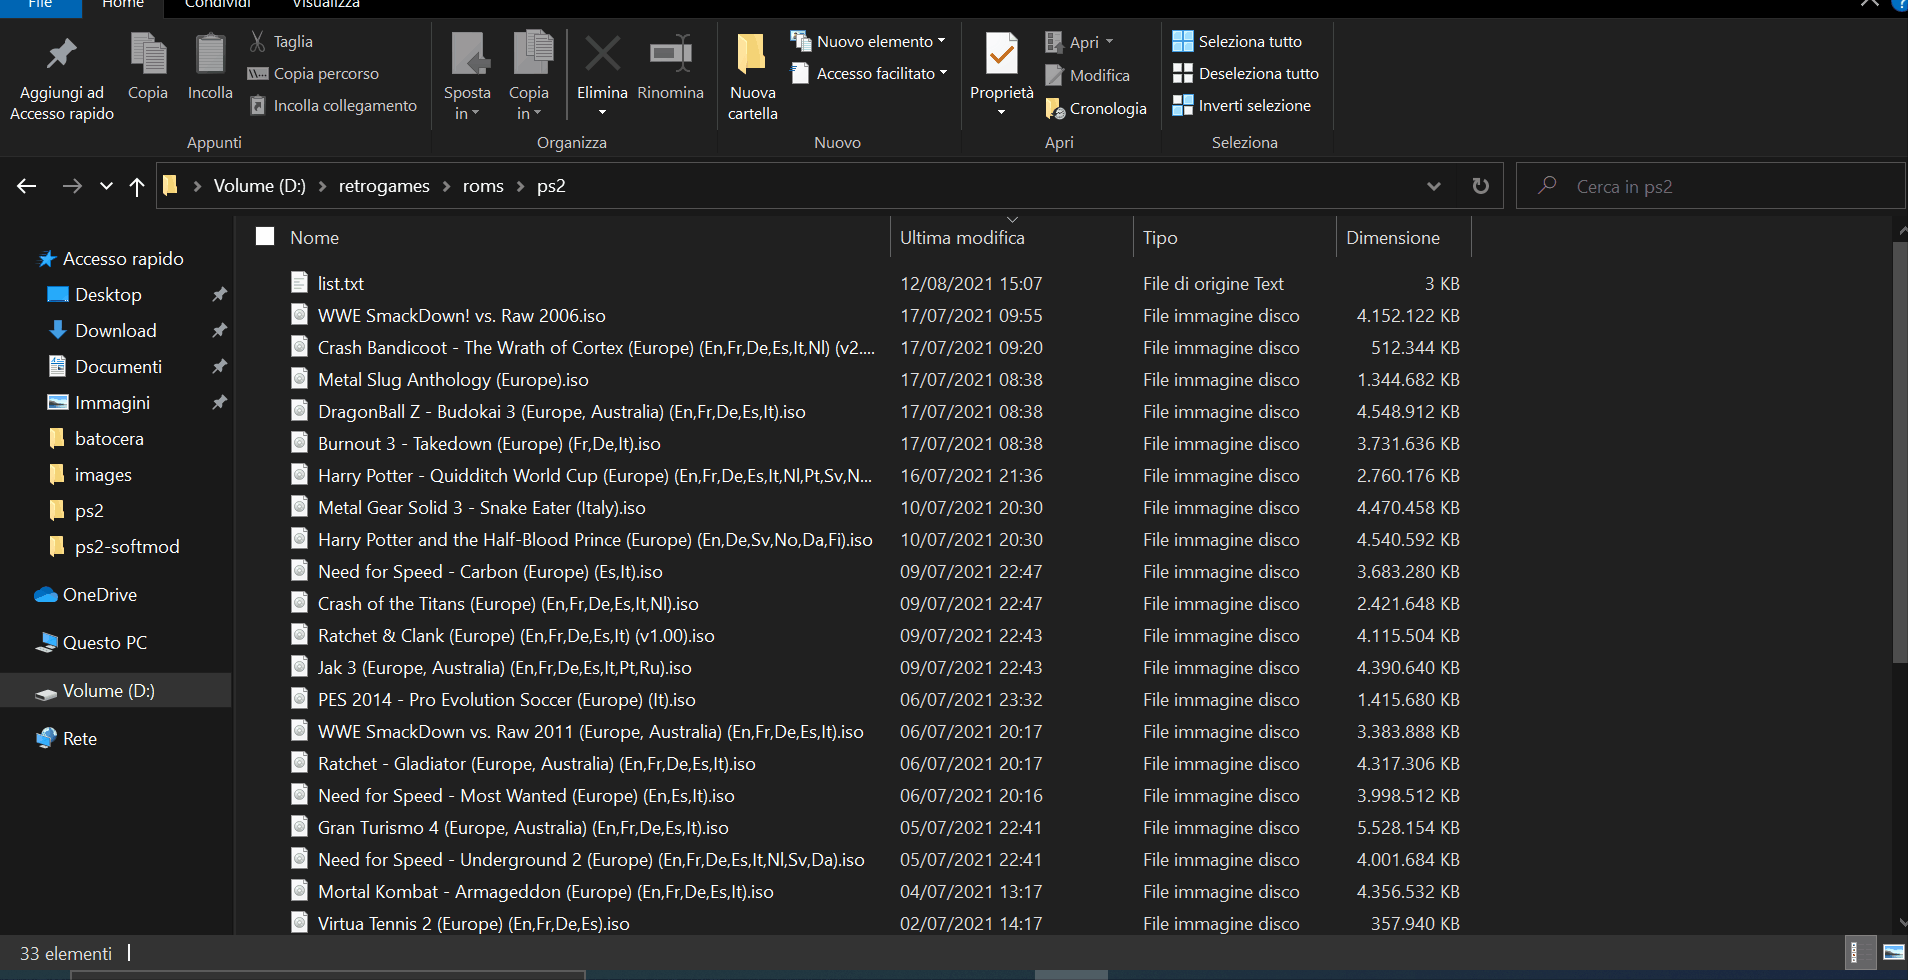 File Home Condividi Visualizza
Aggiungi ad Accesso rapido
Copia
Incolla
Taglia
Copia percorso
Incolla collegamento
Appunti
Sposta in
Copia in
Elimina
Rinomina
Organizza
Nuova cartella
Nuovo elemento
Accesso facilitato
Nuovo
Proprietà
Apri
Modifica
Cronologia
Apri
Seleziona tutto
Deseleziona tutto
Inverti selezione
Seleziona
Volume (D:) › retrogames › roms › ps2
Cerca in ps2
Accesso rapido
Desktop
Download
Documenti
Immagini
batocera
images
ps2
ps2-softmod
OneDrive
Questo PC
Volume (D:)
Rete
Nome Ultima modifica Tipo Dimensione
list.txt 12/08/2021 15:07 File di origine Text 3 KB
WWE SmackDown! vs. Raw 2006.iso 17/07/2021 09:55 File immagine disco 4.152.122 KB
Crash Bandicoot - The Wrath of Cortex (Europe) (En,Fr,De,Es,It,Nl) (v2.... 17/07/2021 09:20 File immagine disco 512.344 KB
Metal Slug Anthology (Europe).iso 17/07/2021 08:38 File immagine disco 1.344.682 KB
DragonBall Z - Budokai 3 (Europe, Australia) (En,Fr,De,Es,It).iso 17/07/2021 08:38 File immagine disco 4.548.912 KB
Burnout 3 - Takedown (Europe) (Fr,De,It).iso 17/07/2021 08:38 File immagine disco 3.731.636 KB
Harry Potter - Quidditch World Cup (Europe) (En,Fr,De,Es,It,Nl,Pt,Sv,N... 16/07/2021 21:36 File immagine disco 2.760.176 KB
Metal Gear Solid 3 - Snake Eater (Italy).iso 10/07/2021 20:30 File immagine disco 4.470.458 KB
Harry Potter and the Half-Blood Prince (Europe) (En,De,Sv,No,Da,Fi).iso 10/07/2021 20:30 File immagine disco 4.540.592 KB
Need for Speed - Carbon (Europe) (Es,It).iso 09/07/2021 22:47 File immagine disco 3.683.280 KB
Crash of the Titans (Europe) (En,Fr,De,Es,It,Nl).iso 09/07/2021 22:47 File immagine disco 2.421.648 KB
Ratchet & Clank (Europe) (En,Fr,De,Es,It) (v1.00).iso 09/07/2021 22:43 File immagine disco 4.115.504 KB
Jak 3 (Europe, Australia) (En,Fr,De,Es,It,Pt,Ru).iso 09/07/2021 22:43 File immagine disco 4.390.640 KB
PES 2014 - Pro Evolution Soccer (Europe) (It).iso 06/07/2021 23:32 File immagine disco 1.415.680 KB
WWE SmackDown vs. Raw 2011 (Europe, Australia) (En,Fr,De,Es,It).iso 06/07/2021 20:17 File immagine disco 3.383.888 KB
Ratchet - Gladiator (Europe, Australia) (En,Fr,De,Es,It).iso 06/07/2021 20:17 File immagine disco 4.317.306 KB
Need for Speed - Most Wanted (Europe) (En,Es,It).iso 06/07/2021 20:16 File immagine disco 3.998.512 KB
Gran Turismo 4 (Europe, Australia) (En,Fr,De,Es,It).iso 05/07/2021 22:41 File immagine disco 5.528.154 KB
Need for Speed - Underground 2 (Europe) (En,Fr,De,Es,It,Nl,Sv,Da).iso 05/07/2021 22:41 File immagine disco 4.001.684 KB
Mortal Kombat - Armageddon (Europe) (En,Fr,De,Es,It).iso 04/07/2021 13:17 File immagine disco 4.356.532 KB
Virtua Tennis 2 (Europe) (En,Fr,De,Es).iso 02/07/2021 14:17 File immagine disco 357.940 KB
33 elementi